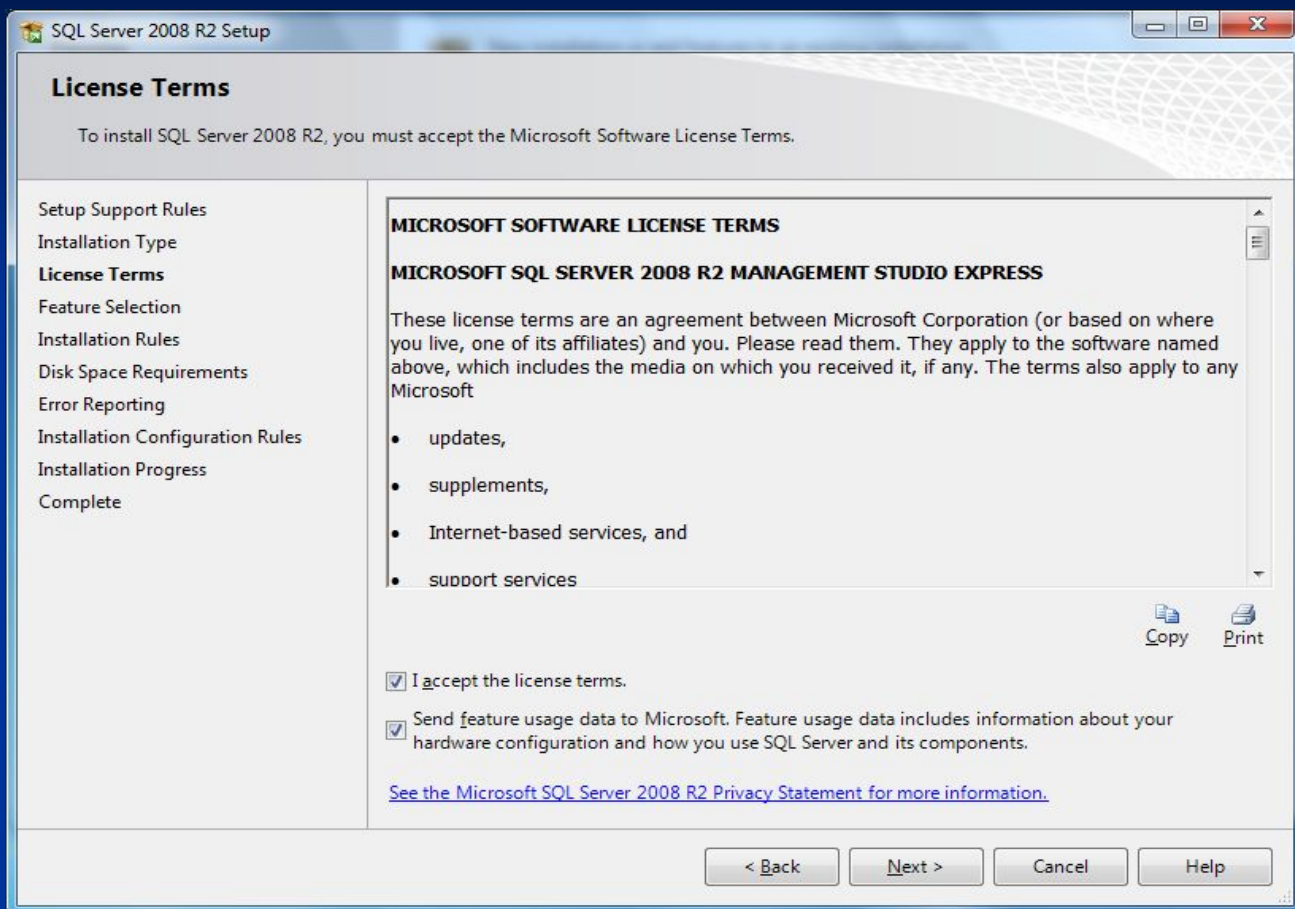 SQL Server 2008 R2 Setup
License Terms
To install SQL Server 2008 R2, you must accept the Microsoft Software License Terms.
Setup Support Rules
Installation Type
License Terms
Feature Selection
Installation Rules
Disk Space Requirements
Error Reporting
Installation Configuration Rules
Installation Progress
Complete
MICROSOFT SOFTWARE LICENSE TERMS
MICROSOFT SQL SERVER 2008 R2 MANAGEMENT STUDIO EXPRESS
These license terms are an agreement between Microsoft Corporation (or based on where
you live, one of its affiliates) and you. Please read them. They apply to the software named
above, which includes the media on which you received it, if any. The terms also apply to any
Microsoft
• updates,
• supplements,
• Internet-based services, and
• support services
Copy Print
I accept the license terms.
Send feature usage data to Microsoft. Feature usage data includes information about your
hardware configuration and how you use SQL Server and its components.
See the Microsoft SQL Server 2008 R2 Privacy Statement for more information.
< Back Next > Cancel Help